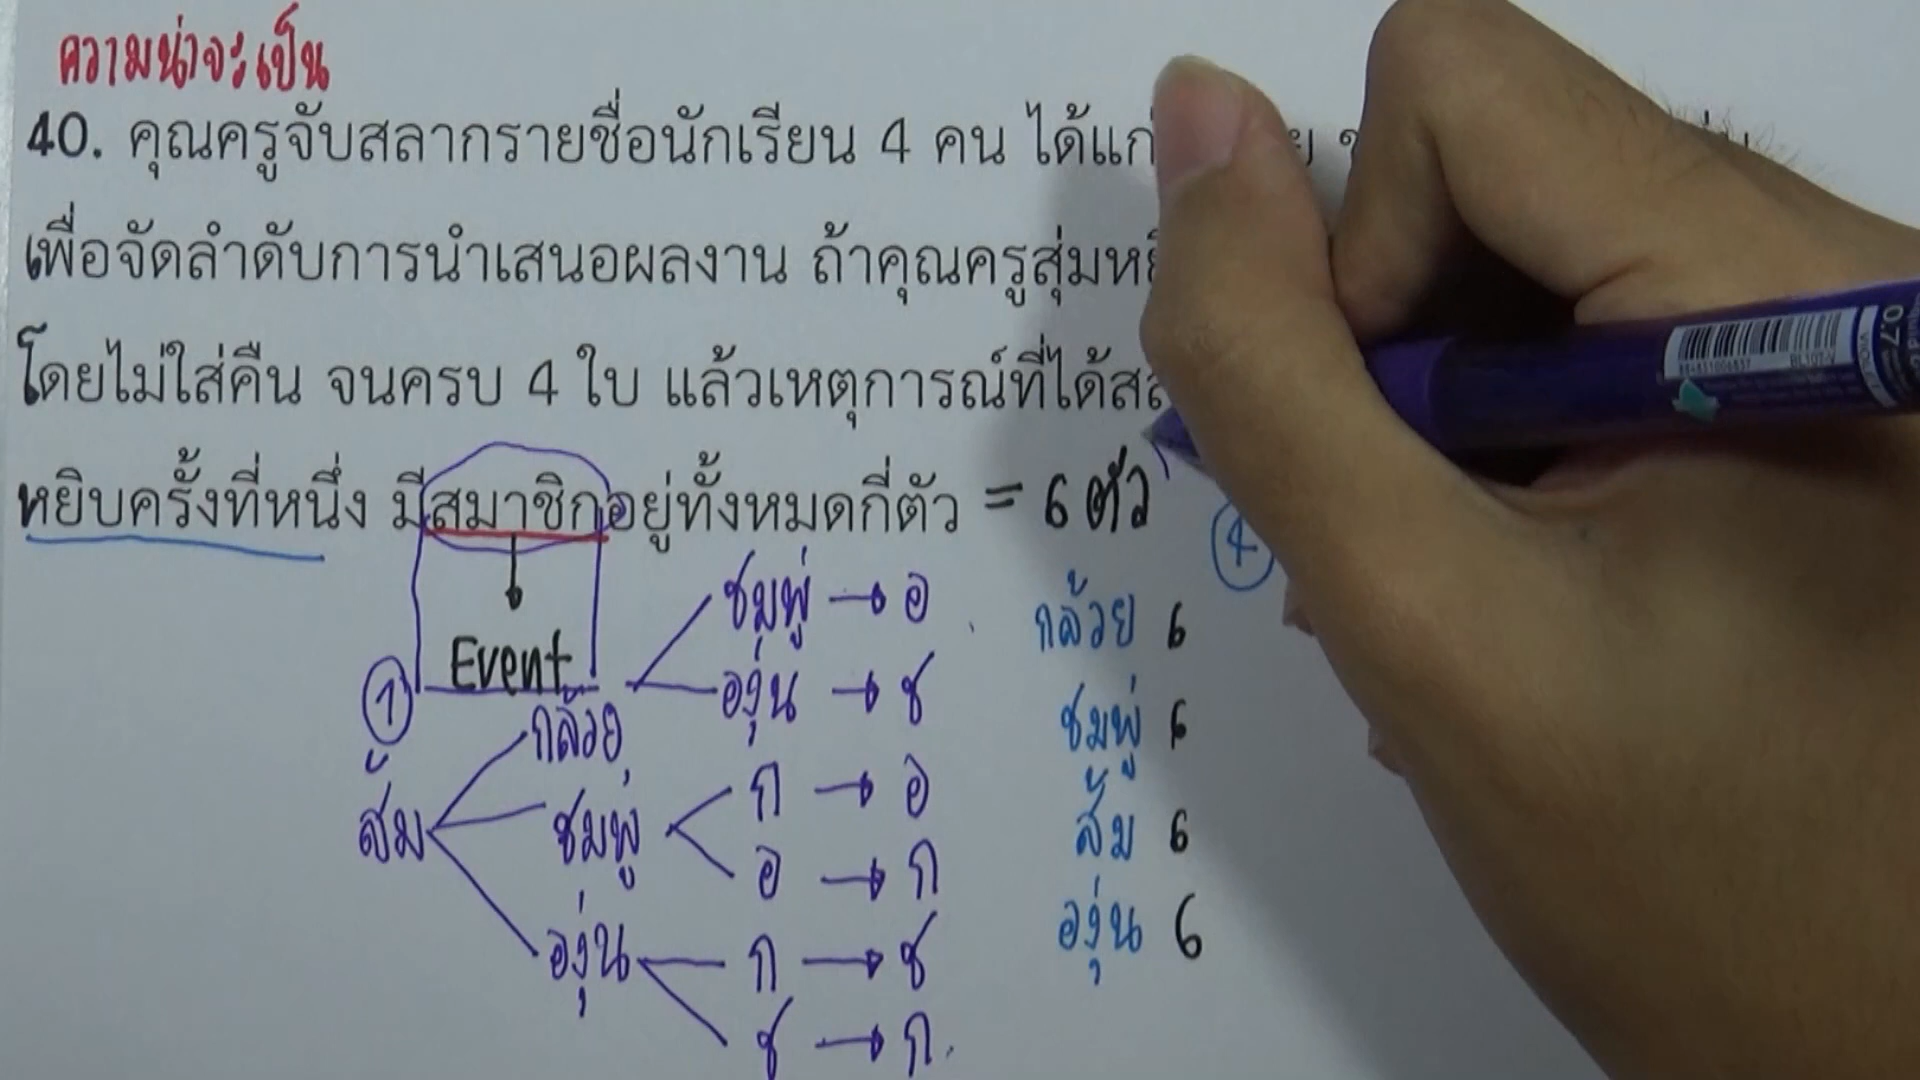 ความน่าจะเป็น
40. คุณครูจับสลากรายชื่อนักเรียน 4 คน ได้แก่
เพื่อจัดลำดับการนำเสนอผลงาน ถ้าคุณครูสุ่มหยิ
โดยไม่ใส่คืน จนครบ 4 ใบ แล้วเหตุการณ์ที่ได้สล
หยิบครั้งที่หนึ่ง มีสมาชิกอยู่ทั้งหมดกี่ตัว = 6 ตัว
4
Event
1
ส้ม
กล้วย
ชมพู่ → อ
องุ่น → ช
ชมพู่
ก → อ
อ → ก
องุ่น
ก → ช
ช → ก
กล้วย 6
ชมพู่ 6
ส้ม 6
องุ่น 6
0.7